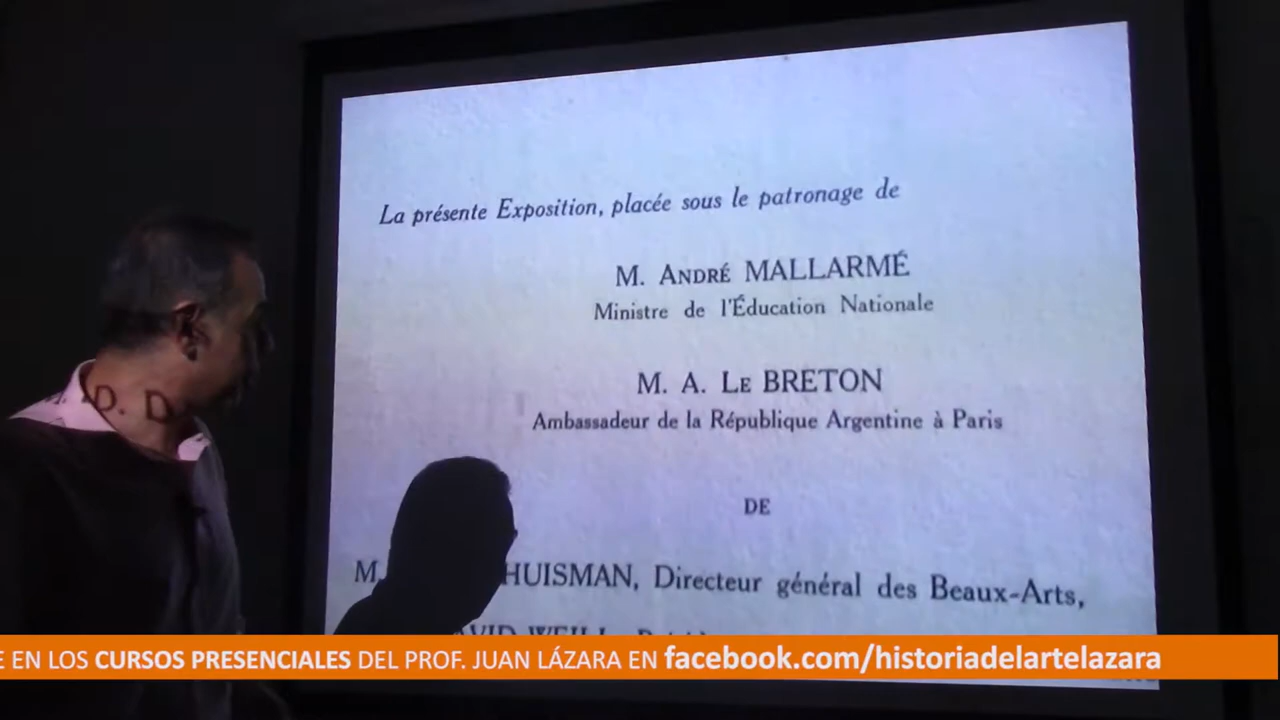 La présente Exposition, placée sous le patronage de
M. ANDRÉ MALLARMÉ
Ministre de l'Éducation Nationale
M. A. LE BRETON
Ambassadeur de la République Argentine à Paris
DE
M. HUISMAN, Directeur général des Beaux-Arts,
WEILL
E EN LOS CURSOS PRESENCIALES DEL PROF. JUAN LÁZARA EN facebook.com/historiadelartelazara